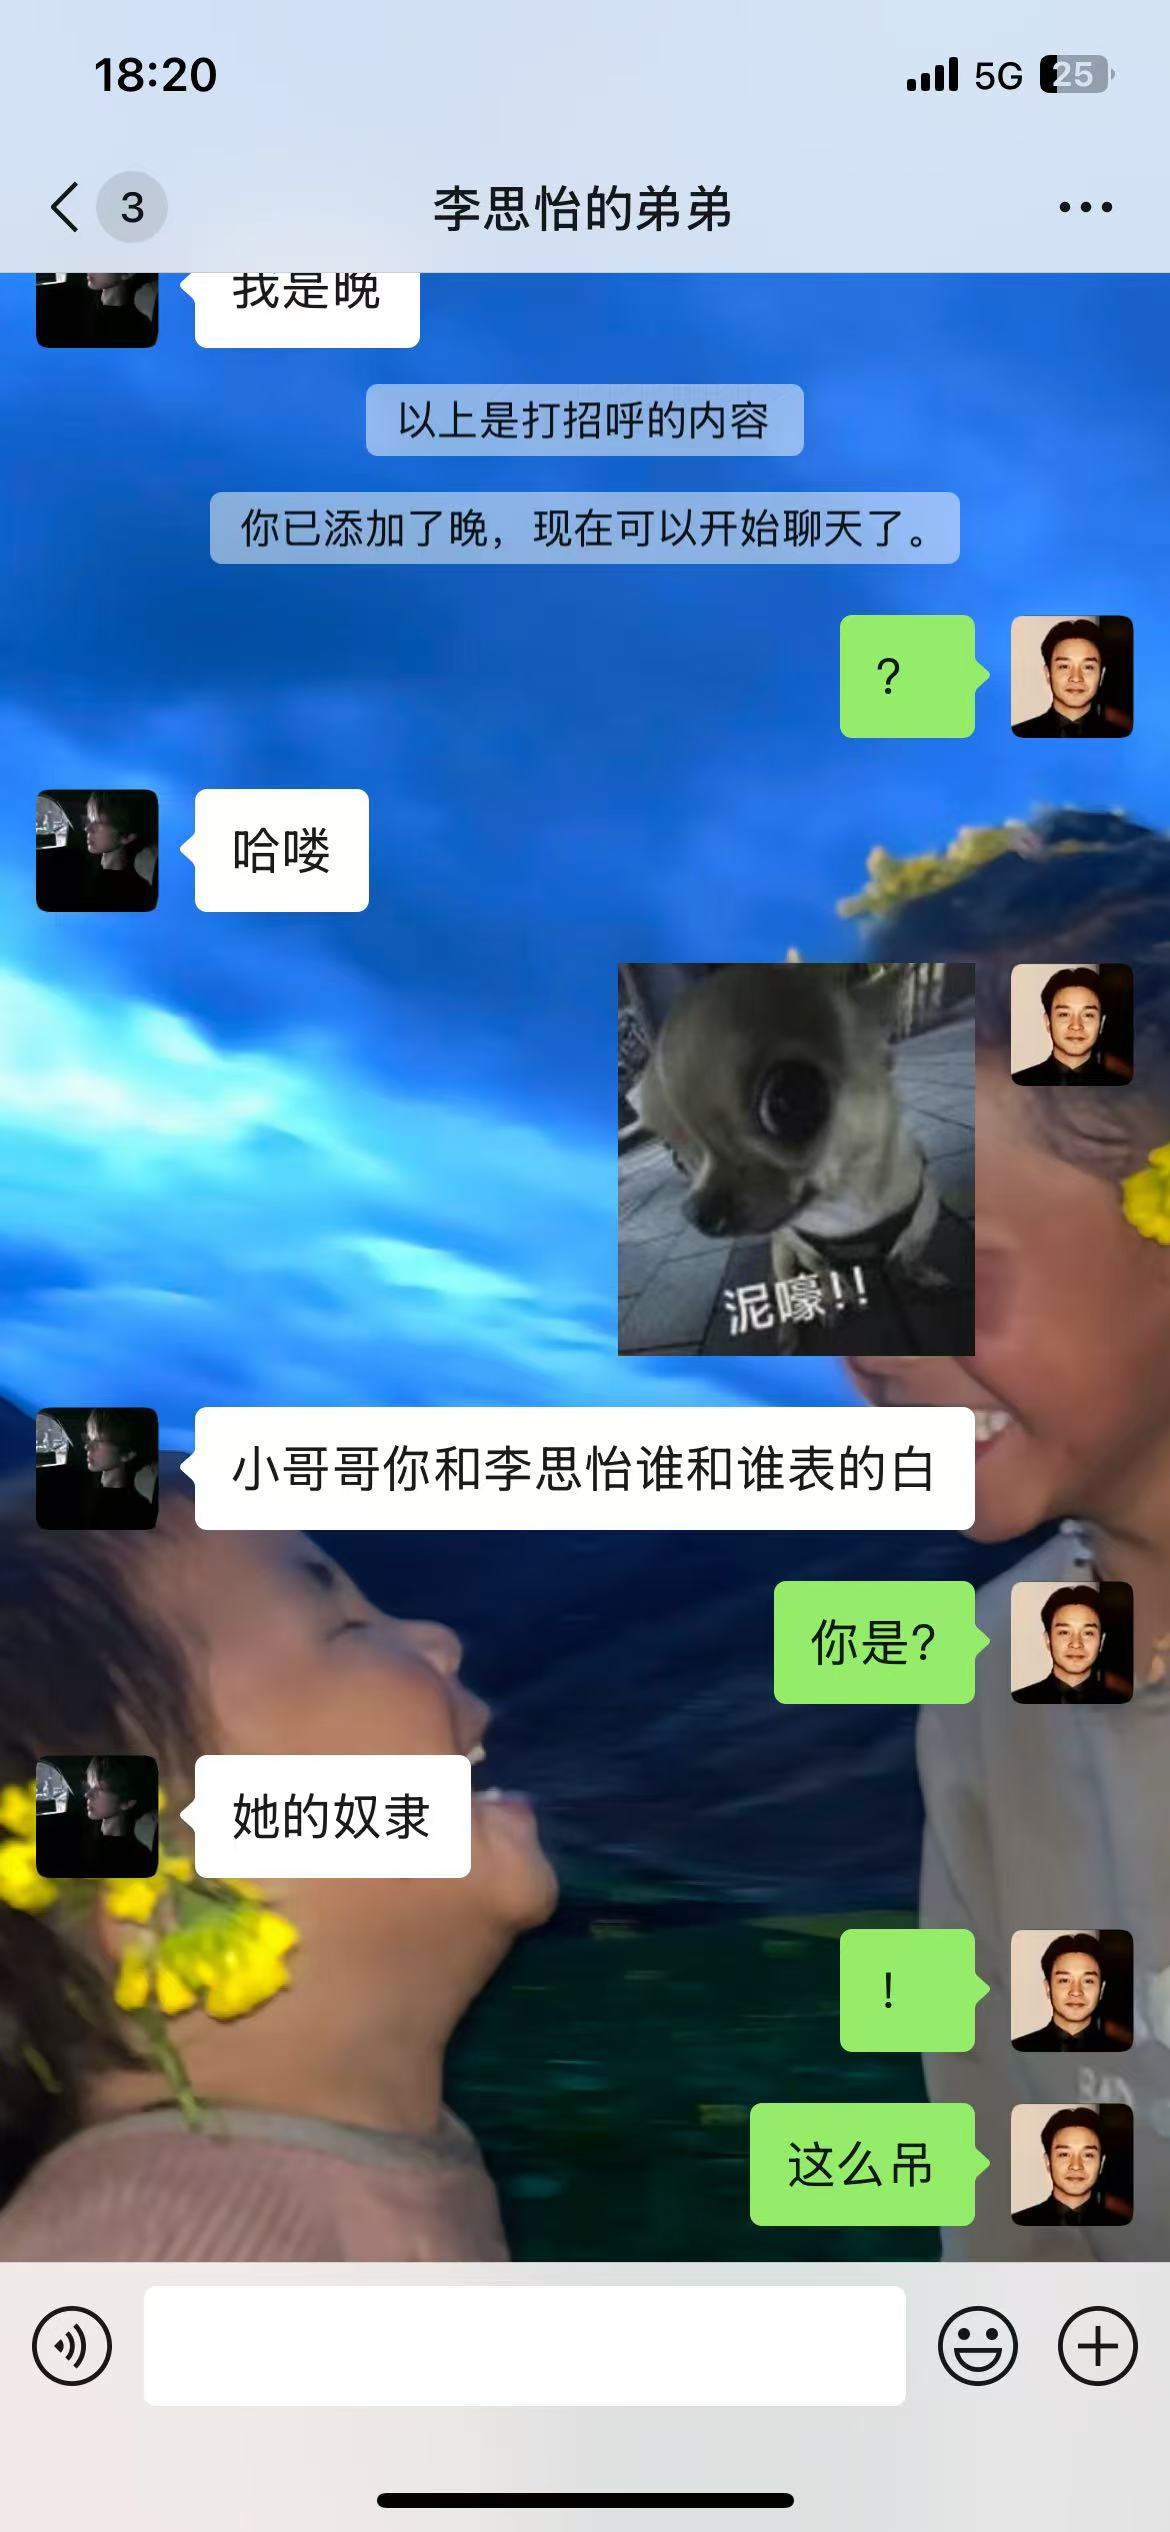 18:20
5G
25
3
李思怡的弟弟
我是晚
以上是打招呼的内容
你已添加了晚，现在可以开始聊天了。
?
哈喽
泥嚎!!
小哥哥你和李思怡谁和谁表的白
你是?
她的奴隶
!
这么吊